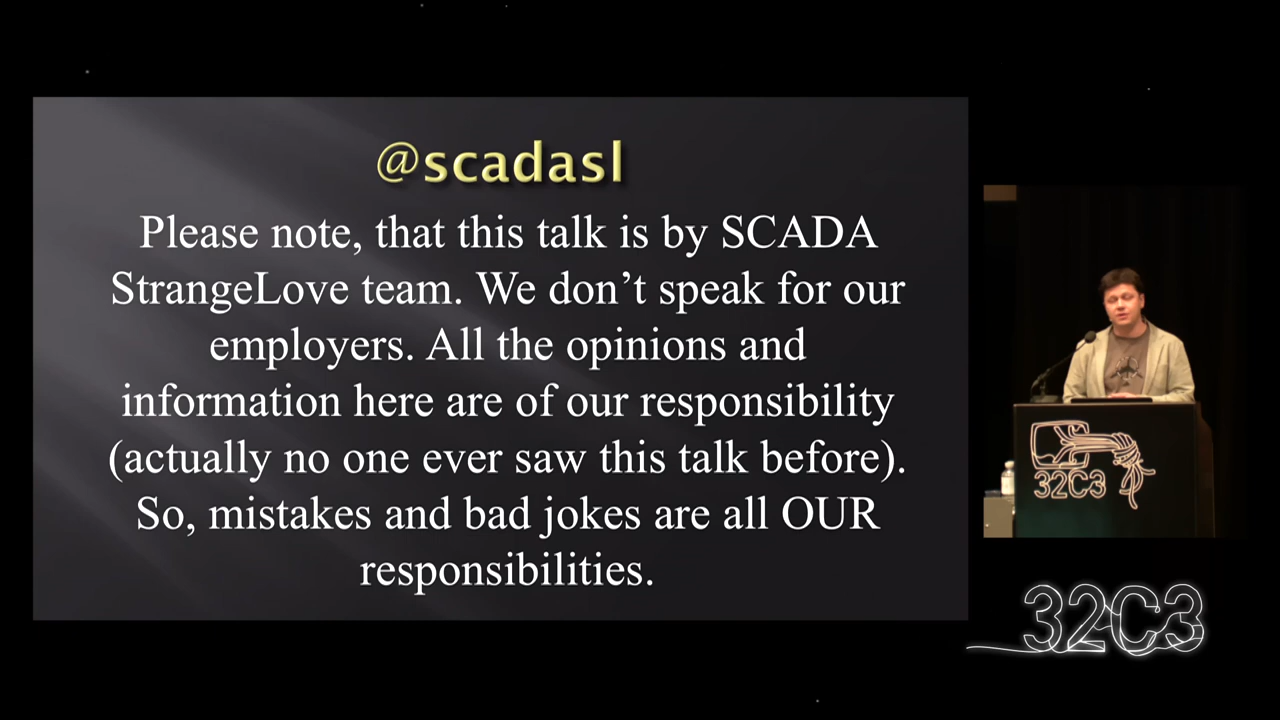 @scadasl
Please note, that this talk is by SCADA
StrangeLove team. We don’t speak for our
employers. All the opinions and
information here are of our responsibility
(actually no one ever saw this talk before).
So, mistakes and bad jokes are all OUR
responsibilities.
32C3
32C3